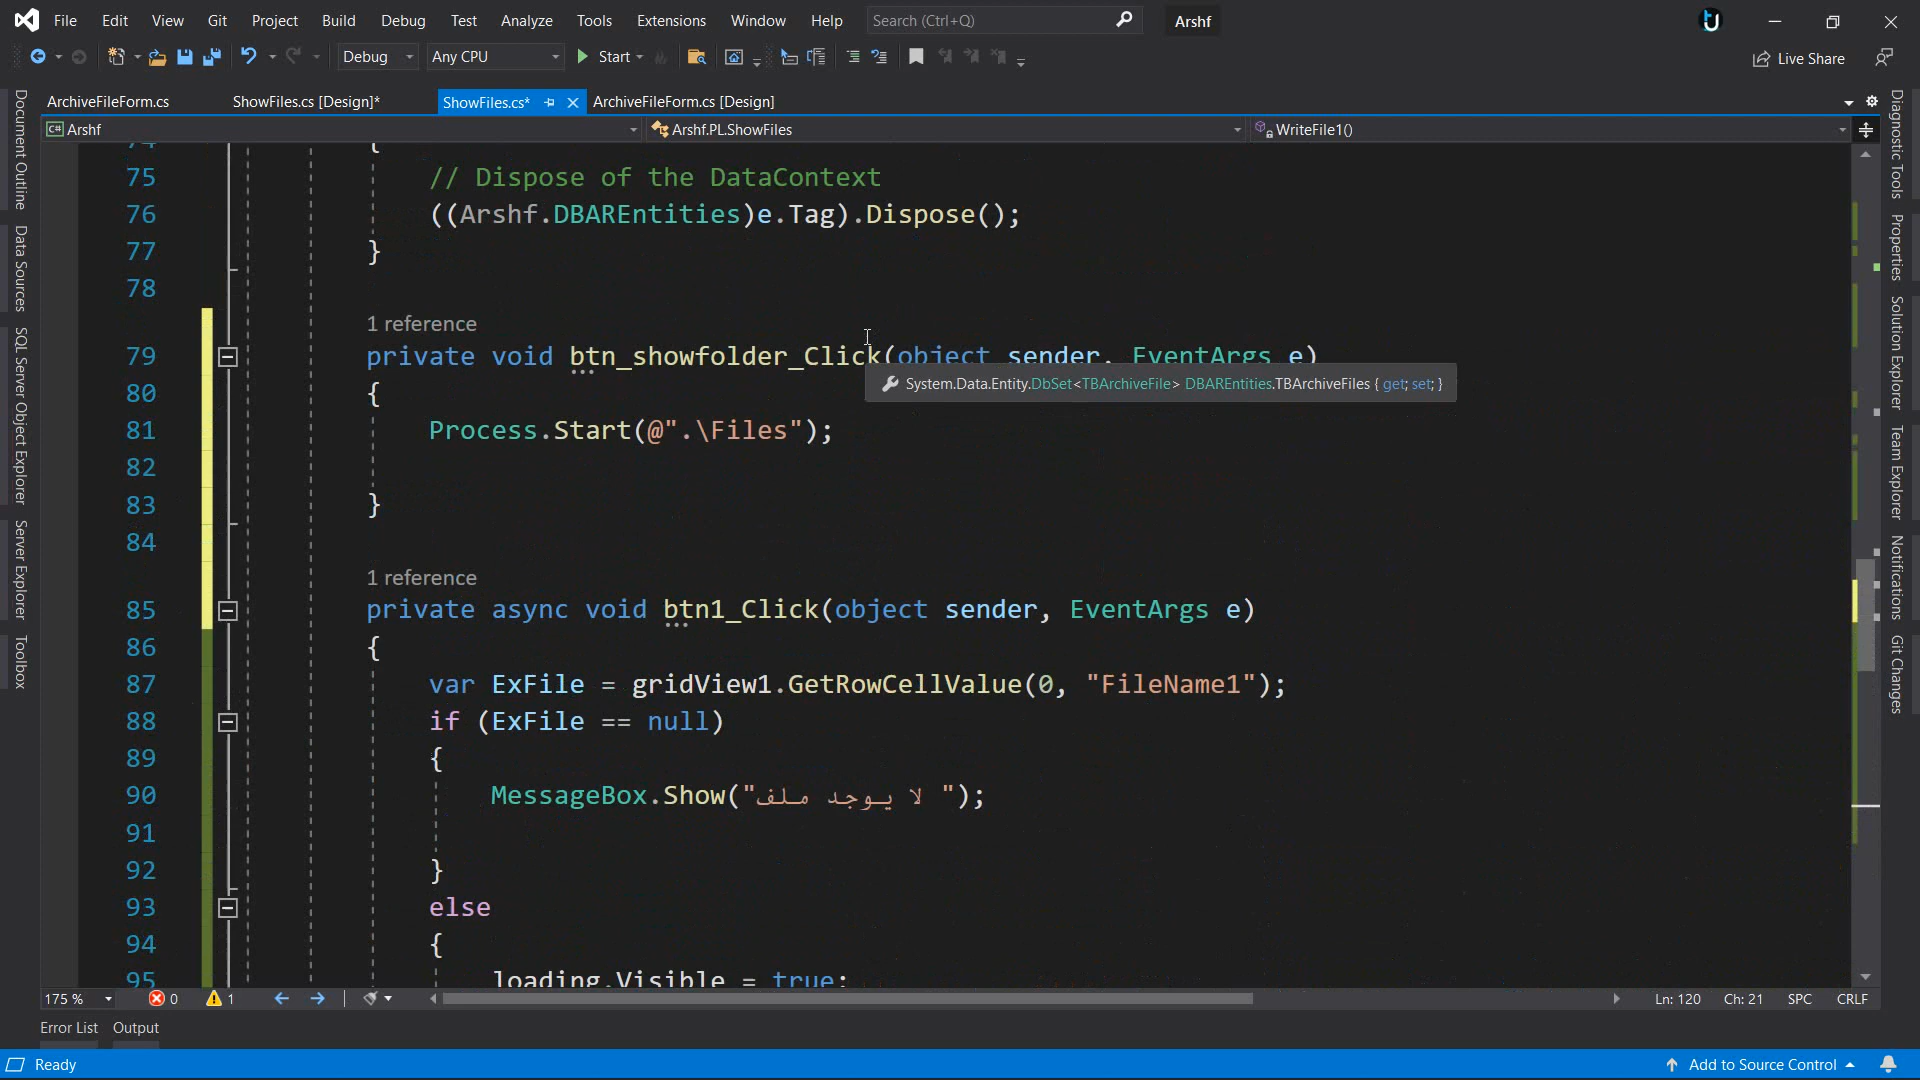 File Edit View Git Project Build Debug Test Analyze Tools Extensions Window Help Search (Ctrl+Q) Arshf
Debug Any CPU Start Live Share
ArchiveFileForm.cs ShowFiles.cs [Design]* ShowFiles.cs* ArchiveFileForm.cs [Design]
C# Arshf Arshf.PL.ShowFiles WriteFile1()
74 {
75 // Dispose of the DataContext
76 ((Arshf.DBAREntities)e.Tag).Dispose();
77 }
78
1 reference
79 private void btn_showfolder_Click(object sender, EventArgs e)
System.Data.Entity.DbSet<TBArchiveFile> DBAREntities.TBArchiveFiles { get; set; }
80 {
81 Process.Start(@".\Files");
82
83 }
84
1 reference
85 private async void btn1_Click(object sender, EventArgs e)
86 {
87 var ExFile = gridView1.GetRowCellValue(0, "FileName1");
88 if (ExFile == null)
89 {
90 MessageBox.Show("لا يوجد ملف ");
91
92 }
93 else
94 {
95 loading.Visible = true;
175 % 0 1 Ln: 120 Ch: 21 SPC CRLF
Error List Output
Ready Add to Source Control
Document Outline
Data Sources
SQL Server Object Explorer
Server Explorer
Toolbox
Diagnostic Tools
Properties
Solution Explorer
Team Explorer
Notifications
Git Changes